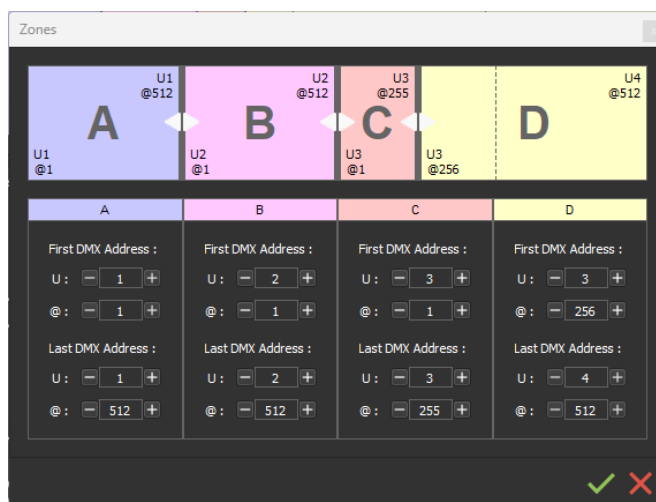 Zones
U1 U2 U3 U4
@512 @512 @255 @512
A B C D
U1 U2 U3 U3
@1 @1 @1 @256
A B C D
First DMX Address : First DMX Address : First DMX Address : First DMX Address :
U : − 1 + U : − 2 + U : − 3 + U : − 3 +
@ : − 1 + @ : − 1 + @ : − 1 + @ : − 256 +
Last DMX Address : Last DMX Address : Last DMX Address : Last DMX Address :
U : − 1 + U : − 2 + U : − 3 + U : − 4 +
@ : − 512 + @ : − 512 + @ : − 255 + @ : − 512 +